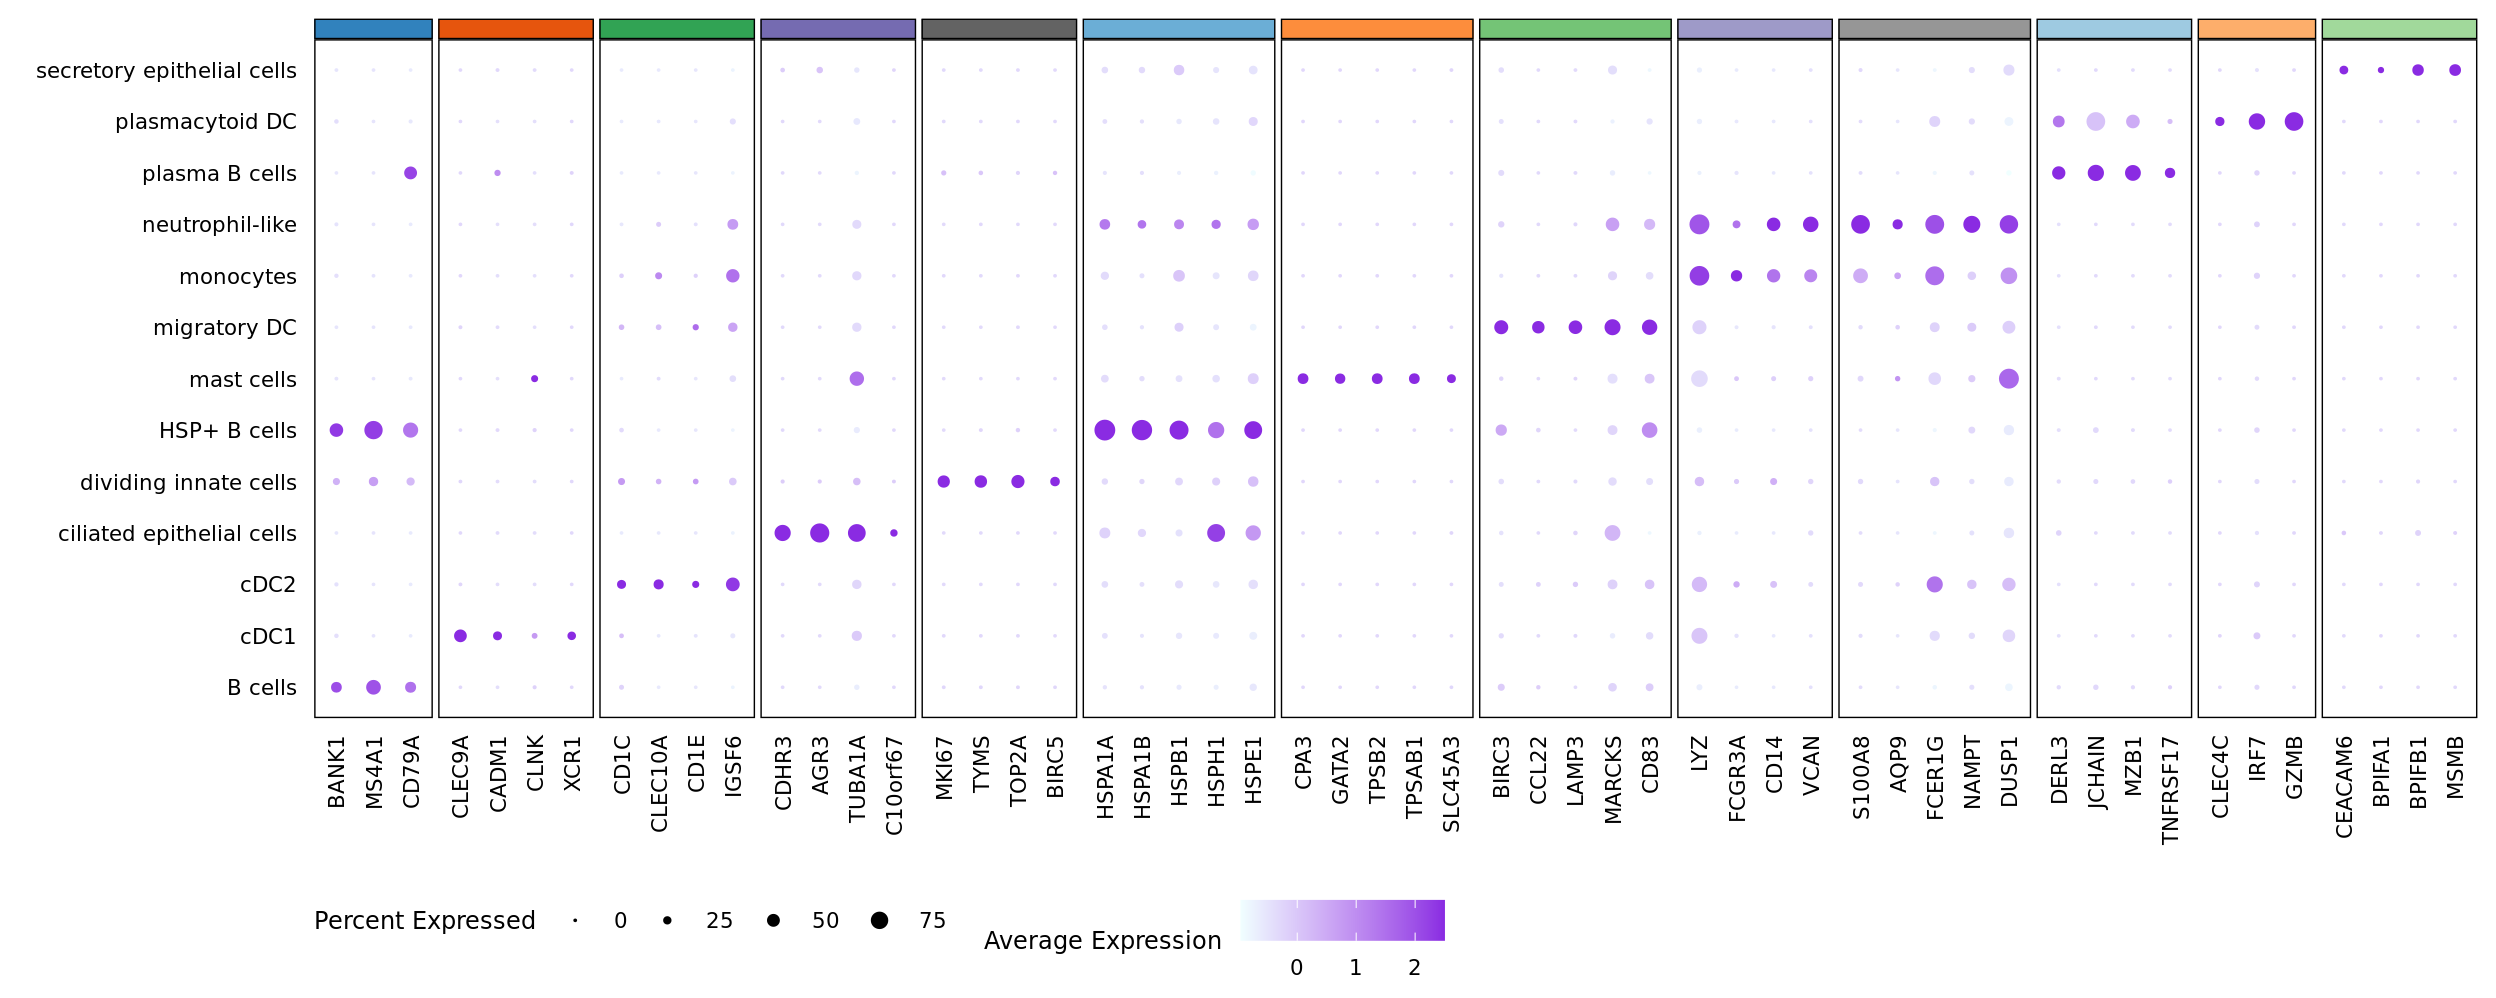 secretory epithelial cells
plasmacytoid DC
plasma B cells
neutrophil-like
monocytes
migratory DC
mast cells
HSP+ B cells
dividing innate cells
ciliated epithelial cells
cDC2
cDC1
B cells
BANK1
MS4A1
CD79A
CLEC9A
CADM1
CLNK
XCR1
CD1C
CLEC10A
CD1E
IGSF6
CDHR3
AGR3
TUBA1A
C10orf67
MKI67
TYMS
TOP2A
BIRC5
HSPA1A
HSPA1B
HSPB1
HSPH1
HSPE1
CPA3
GATA2
TPSB2
TPSAB1
SLC45A3
BIRC3
CCL22
LAMP3
MARCKS
CD83
LYZ
FCGR3A
CD14
VCAN
S100A8
AQP9
FCER1G
NAMPT
DUSP1
DERL3
JCHAIN
MZB1
TNFRSF17
CLEC4C
IRF7
GZMB
CEACAM6
BPIFA1
BPIFB1
MSMB
Percent Expressed 0 25 50 75
Average Expression
0 1 2